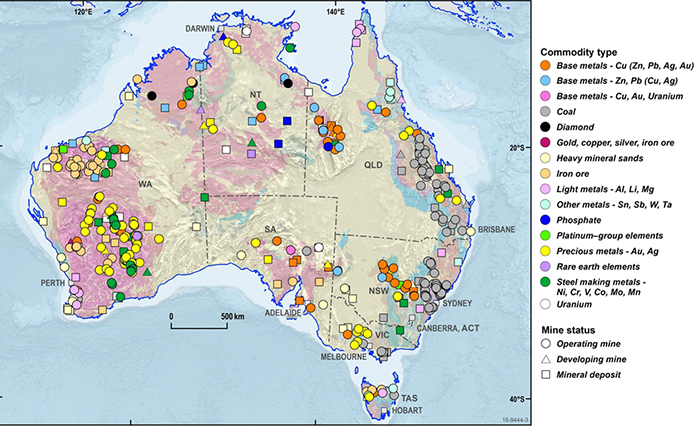 120°E
140°E
DARWIN
NT
20°S
QLD
WA
SA
BRISBANE
PERTH
NSW
0
500 km
ADELAIDE
SYDNEY
CANBERRA, ACT
VIC
MELBOURNE
TAS
40°S
HOBART
15-9444-3
Commodity type
Base metals - Cu (Zn, Pb, Ag, Au)
Base metals - Zn, Pb (Cu, Ag)
Base metals - Cu, Au, Uranium
Coal
Diamond
Gold, copper, silver, iron ore
Heavy mineral sands
Iron ore
Light metals - Al, Li, Mg
Other metals - Sn, Sb, W, Ta
Phosphate
Platinum–group elements
Precious metals - Au, Ag
Rare earth elements
Steel making metals -
Ni, Cr, V, Co, Mo, Mn
Uranium
Mine status
Operating mine
Developing mine
Mineral deposit